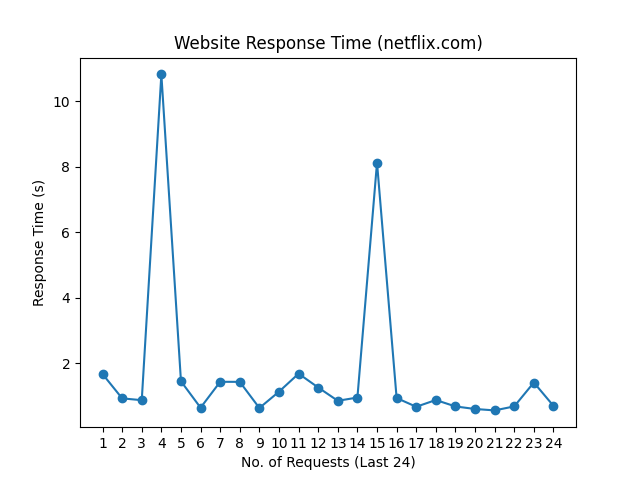 Website Response Time (netflix.com)
10
8
6
4
2
Response Time (s)
1 2 3 4 5 6 7 8 9 10 11 12 13 14 15 16 17 18 19 20 21 22 23 24
No. of Requests (Last 24)